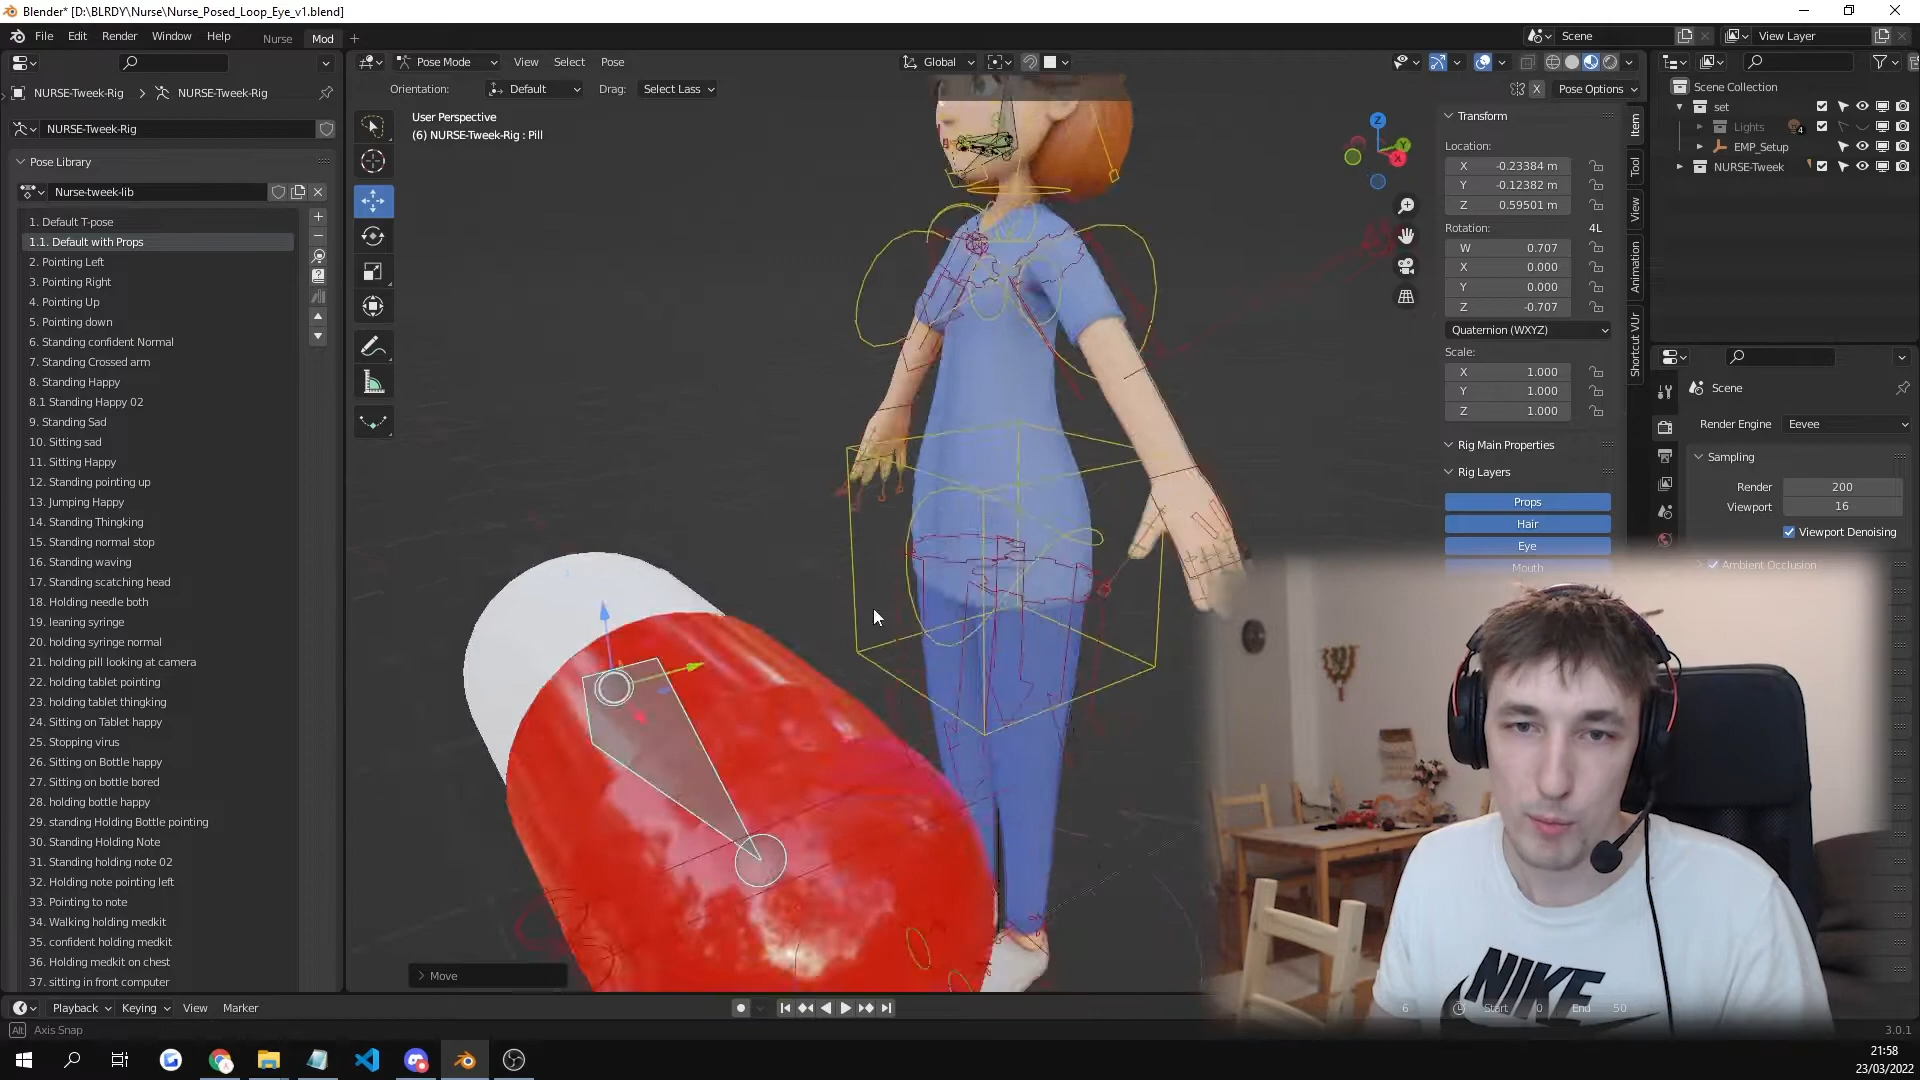 Blender* [D:\BLRDY\Nurse\Nurse_Posed_Loop_Eye_v1.blend]
File Edit Render Window Help Nurse Mod +
Scene View Layer
Pose Mode View Select Pose Global
NURSE-Tweek-Rig > NURSE-Tweek-Rig
Orientation: Default Drag: Select Lass X Pose Options
NURSE-Tweek-Rig
User Perspective
(6) NURSE-Tweek-Rig : Pill
Pose Library
Nurse-tweek-lib
1. Default T-pose
1.1. Default with Props
2. Pointing Left
3. Pointing Right
4. Pointing Up
5. Pointing down
6. Standing confident Normal
7. Standing Crossed arm
8. Standing Happy
8.1 Standing Happy 02
9. Standing Sad
10. Sitting sad
11. Sitting Happy
12. Standing pointing up
13. Jumping Happy
14. Standing Thingking
15. Standing normal stop
16. Standing waving
17. Standing scatching head
18. Holding needle both
19. leaning syringe
20. holding syringe normal
21. holding pill looking at camera
22. holding tablet pointing
23. holding tablet thingking
24. Sitting on Tablet happy
25. Stopping virus
26. Sitting on Bottle happy
27. Sitting on bottle bored
28. holding bottle happy
29. standing Holding Bottle pointing
30. Standing Holding Note
31. Standing holding note 02
32. Holding note pointing left
33. Pointing to note
34. Walking holding medkit
35. confident holding medkit
36. Holding medkit on chest
37. sitting in front computer
Z
Y
X
Move
Transform
Location:
X -0.23384 m
Y -0.12382 m
Z 0.59501 m
Rotation: 4L
W 0.707
X 0.000
Y 0.000
Z -0.707
Quaternion (WXYZ)
Scale:
X 1.000
Y 1.000
Z 1.000
Rig Main Properties
Rig Layers
Props
Hair
Eye
Mouth
Item
Tool
View
Animation
Shortcut VUr
Scene Collection
set
Lights 4
EMP_Setup
NURSE-Tweek
Scene
Render Engine Eevee
Sampling
Render 200
Viewport 16
Viewport Denoising
Ambient Occlusion
NIKE
Playback Keying View Marker
6 Start 0 End 50
Alt Axis Snap
3.0.1
21:58
23/03/2022